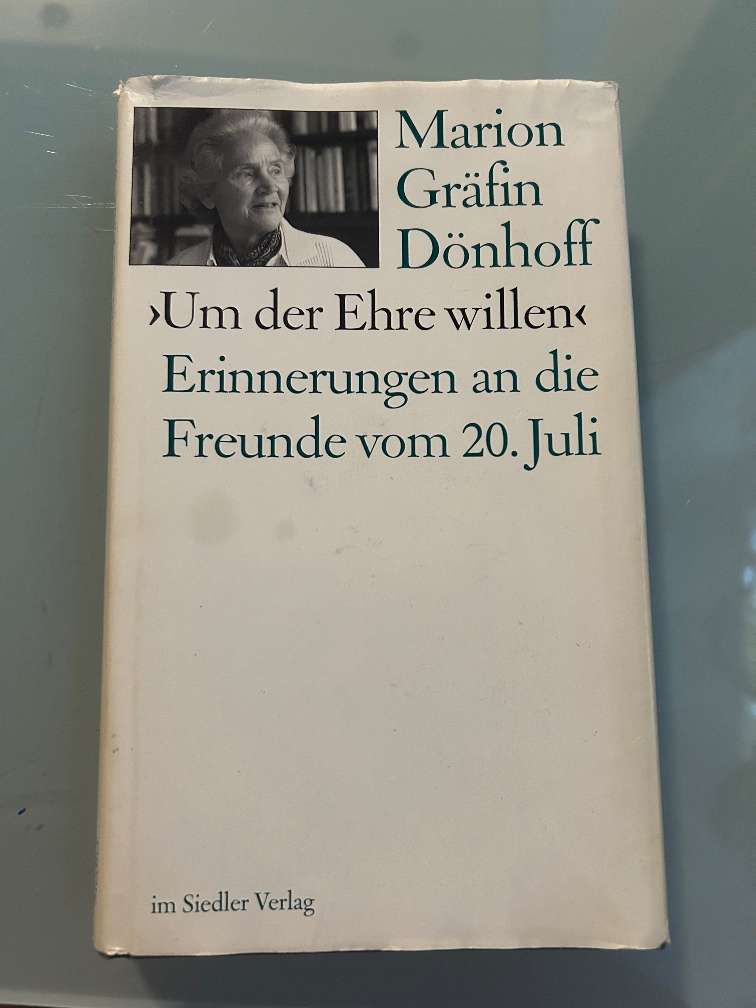 Marion
Gräfin
Dönhoff
›Um der Ehre willen‹
Erinnerungen an die
Freunde vom 20. Juli
im Siedler Verlag